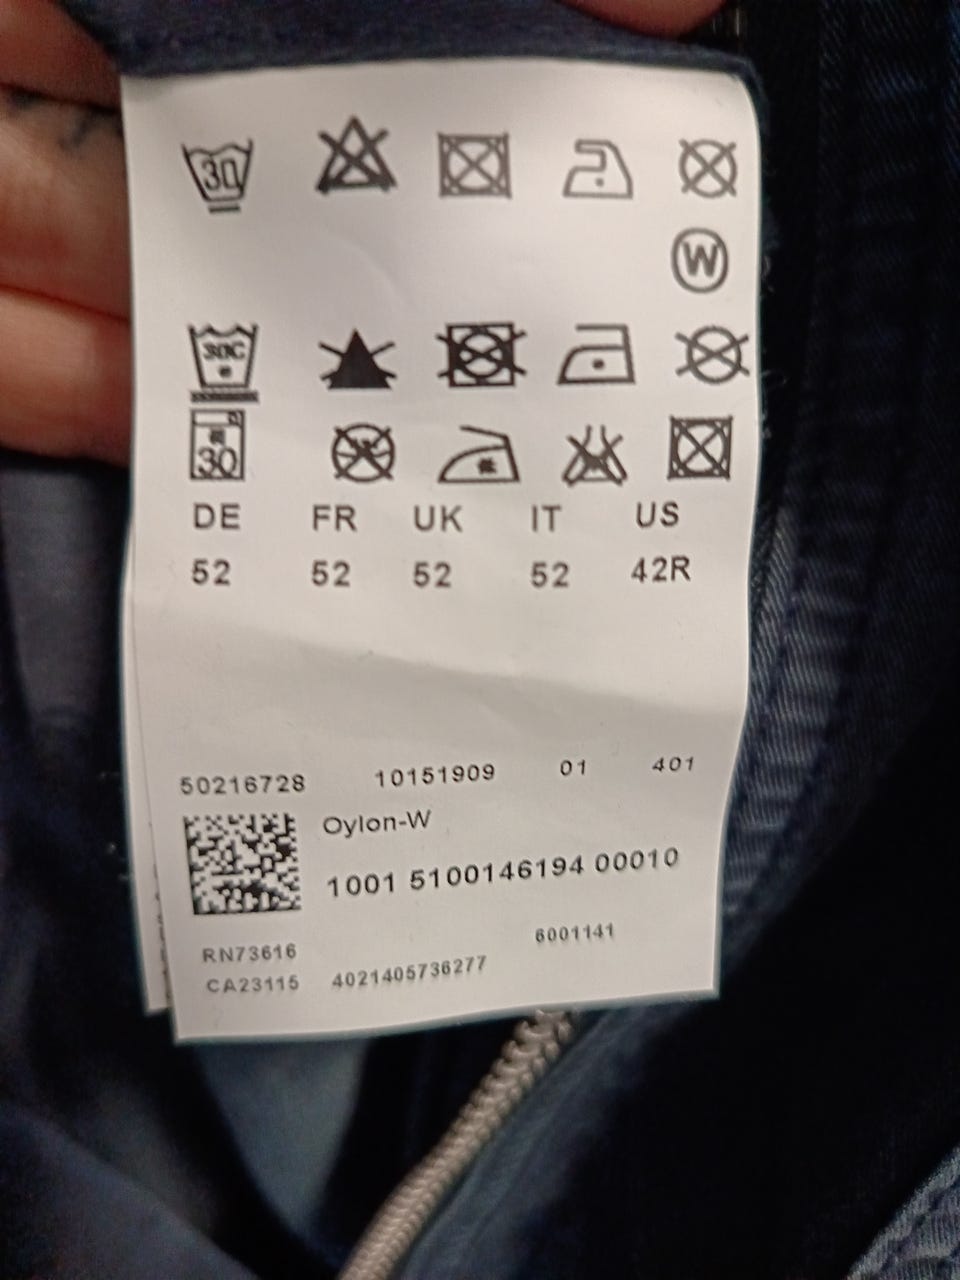 30
W
30C
30
DE FR UK IT US
52 52 52 52 42R
50216728 10151909 01 401
Oylon-W
1001 5100146194 00010
6001141
RN73616
CA23115 4021405736277